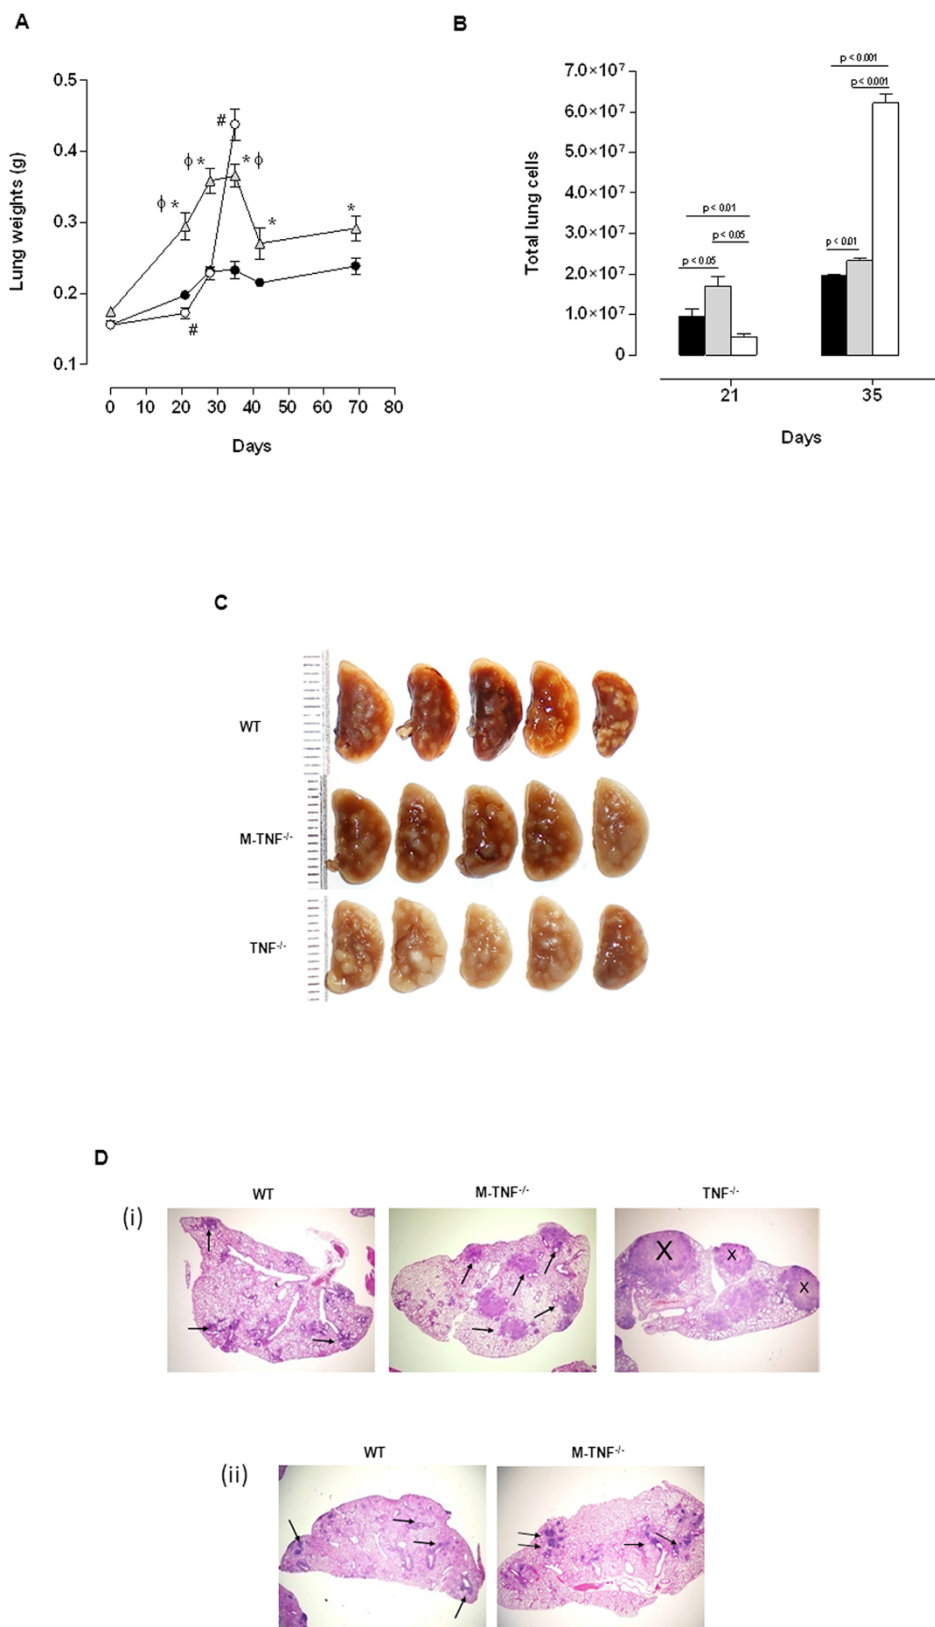 A
Lung weights (g)
0.5
0.4
0.3
0.2
0.1
# 
ϕ *
* ϕ
ϕ *
*
*
#
0 10 20 30 40 50 60 70 80
Days
B
Total lung cells
p < 0.001
p < 0.001
7.0×10⁷
6.0×10⁷
5.0×10⁷
4.0×10⁷
3.0×10⁷
2.0×10⁷
1.0×10⁷
0
p < 0.01
p < 0.05
p < 0.05
p < 0.01
21 35
Days
C
WT
M-TNF⁻/⁻
TNF⁻/⁻
D
(i)
WT M-TNF⁻/⁻ TNF⁻/⁻
X X X
(ii)
WT M-TNF⁻/⁻